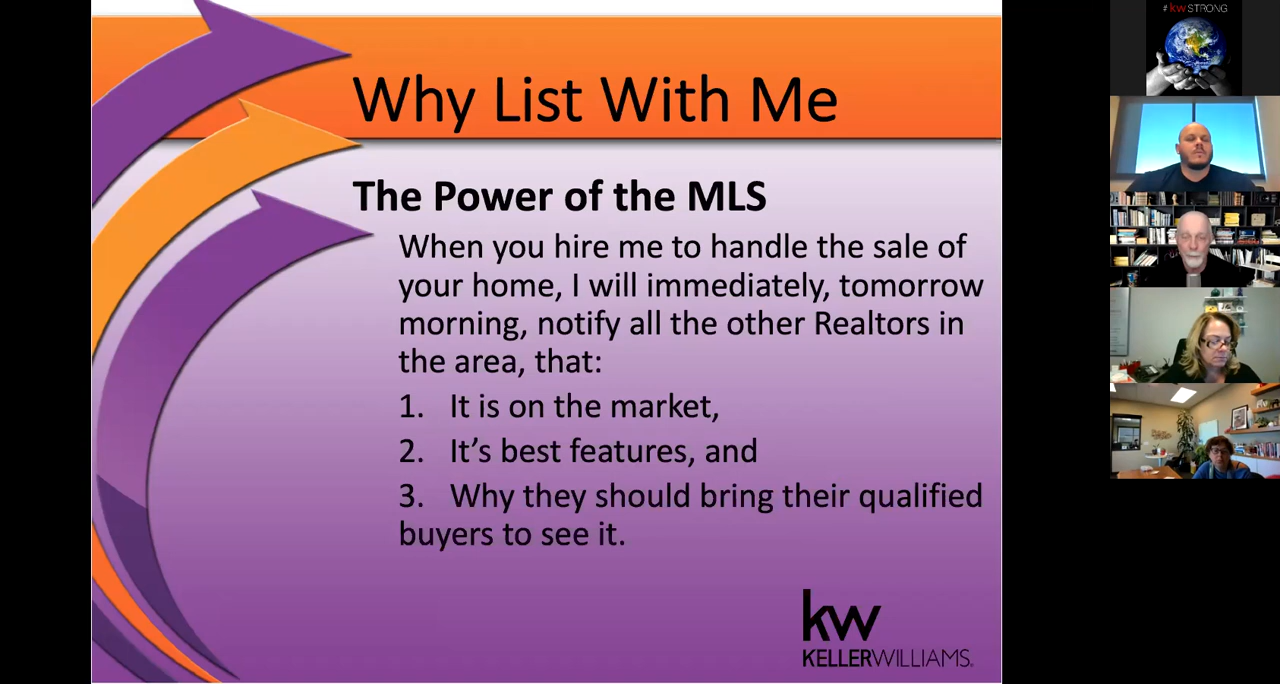 Why List With Me
The Power of the MLS
When you hire me to handle the sale of
your home, I will immediately, tomorrow
morning, notify all the other Realtors in
the area, that:
1. It is on the market,
2. It's best features, and
3. Why they should bring their qualified
buyers to see it.
kw
KELLERWILLIAMS.
#kwSTRONG